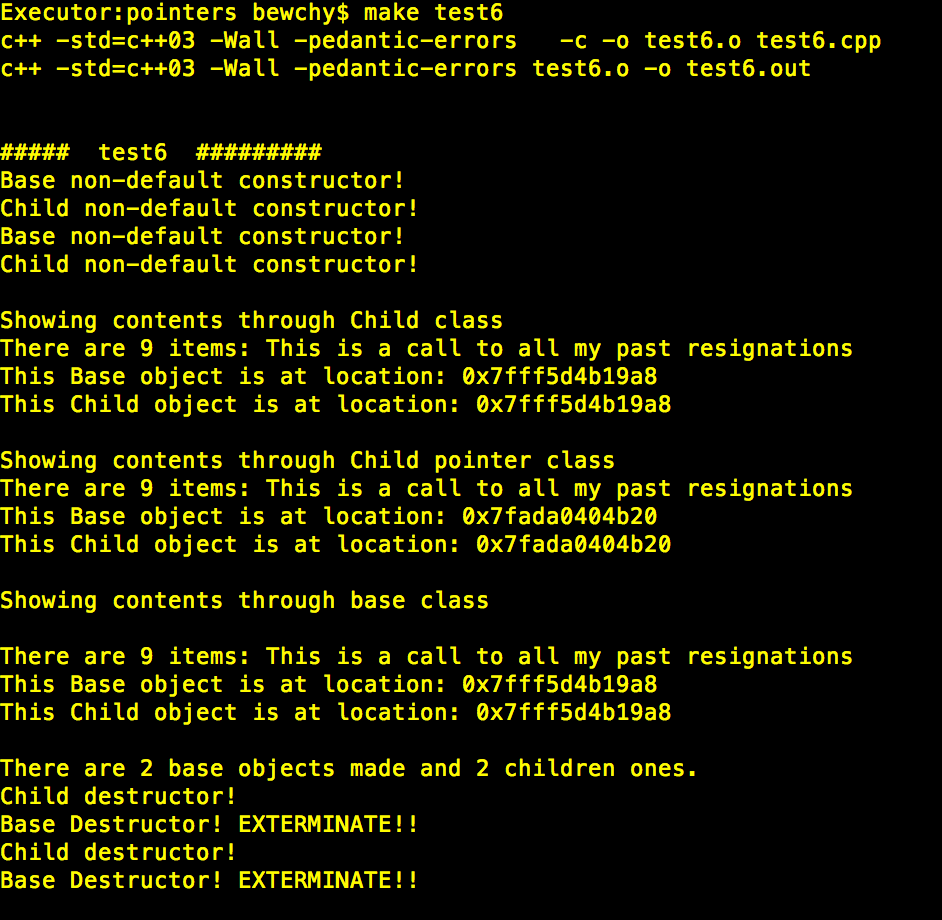 Executor:pointers bewchy$ make test6
c++ -std=c++03 -Wall -pedantic-errors   -c -o test6.o test6.cpp
c++ -std=c++03 -Wall -pedantic-errors test6.o -o test6.out
#####  test6  #########
Base non-default constructor!
Child non-default constructor!
Base non-default constructor!
Child non-default constructor!
Showing contents through Child class
There are 9 items: This is a call to all my past resignations
This Base object is at location: 0x7fff5d4b19a8
This Child object is at location: 0x7fff5d4b19a8
Showing contents through Child pointer class
There are 9 items: This is a call to all my past resignations
This Base object is at location: 0x7fada0404b20
This Child object is at location: 0x7fada0404b20
Showing contents through base class
There are 9 items: This is a call to all my past resignations
This Base object is at location: 0x7fff5d4b19a8
This Child object is at location: 0x7fff5d4b19a8
There are 2 base objects made and 2 children ones.
Child destructor!
Base Destructor! EXTERMINATE!!
Child destructor!
Base Destructor! EXTERMINATE!!